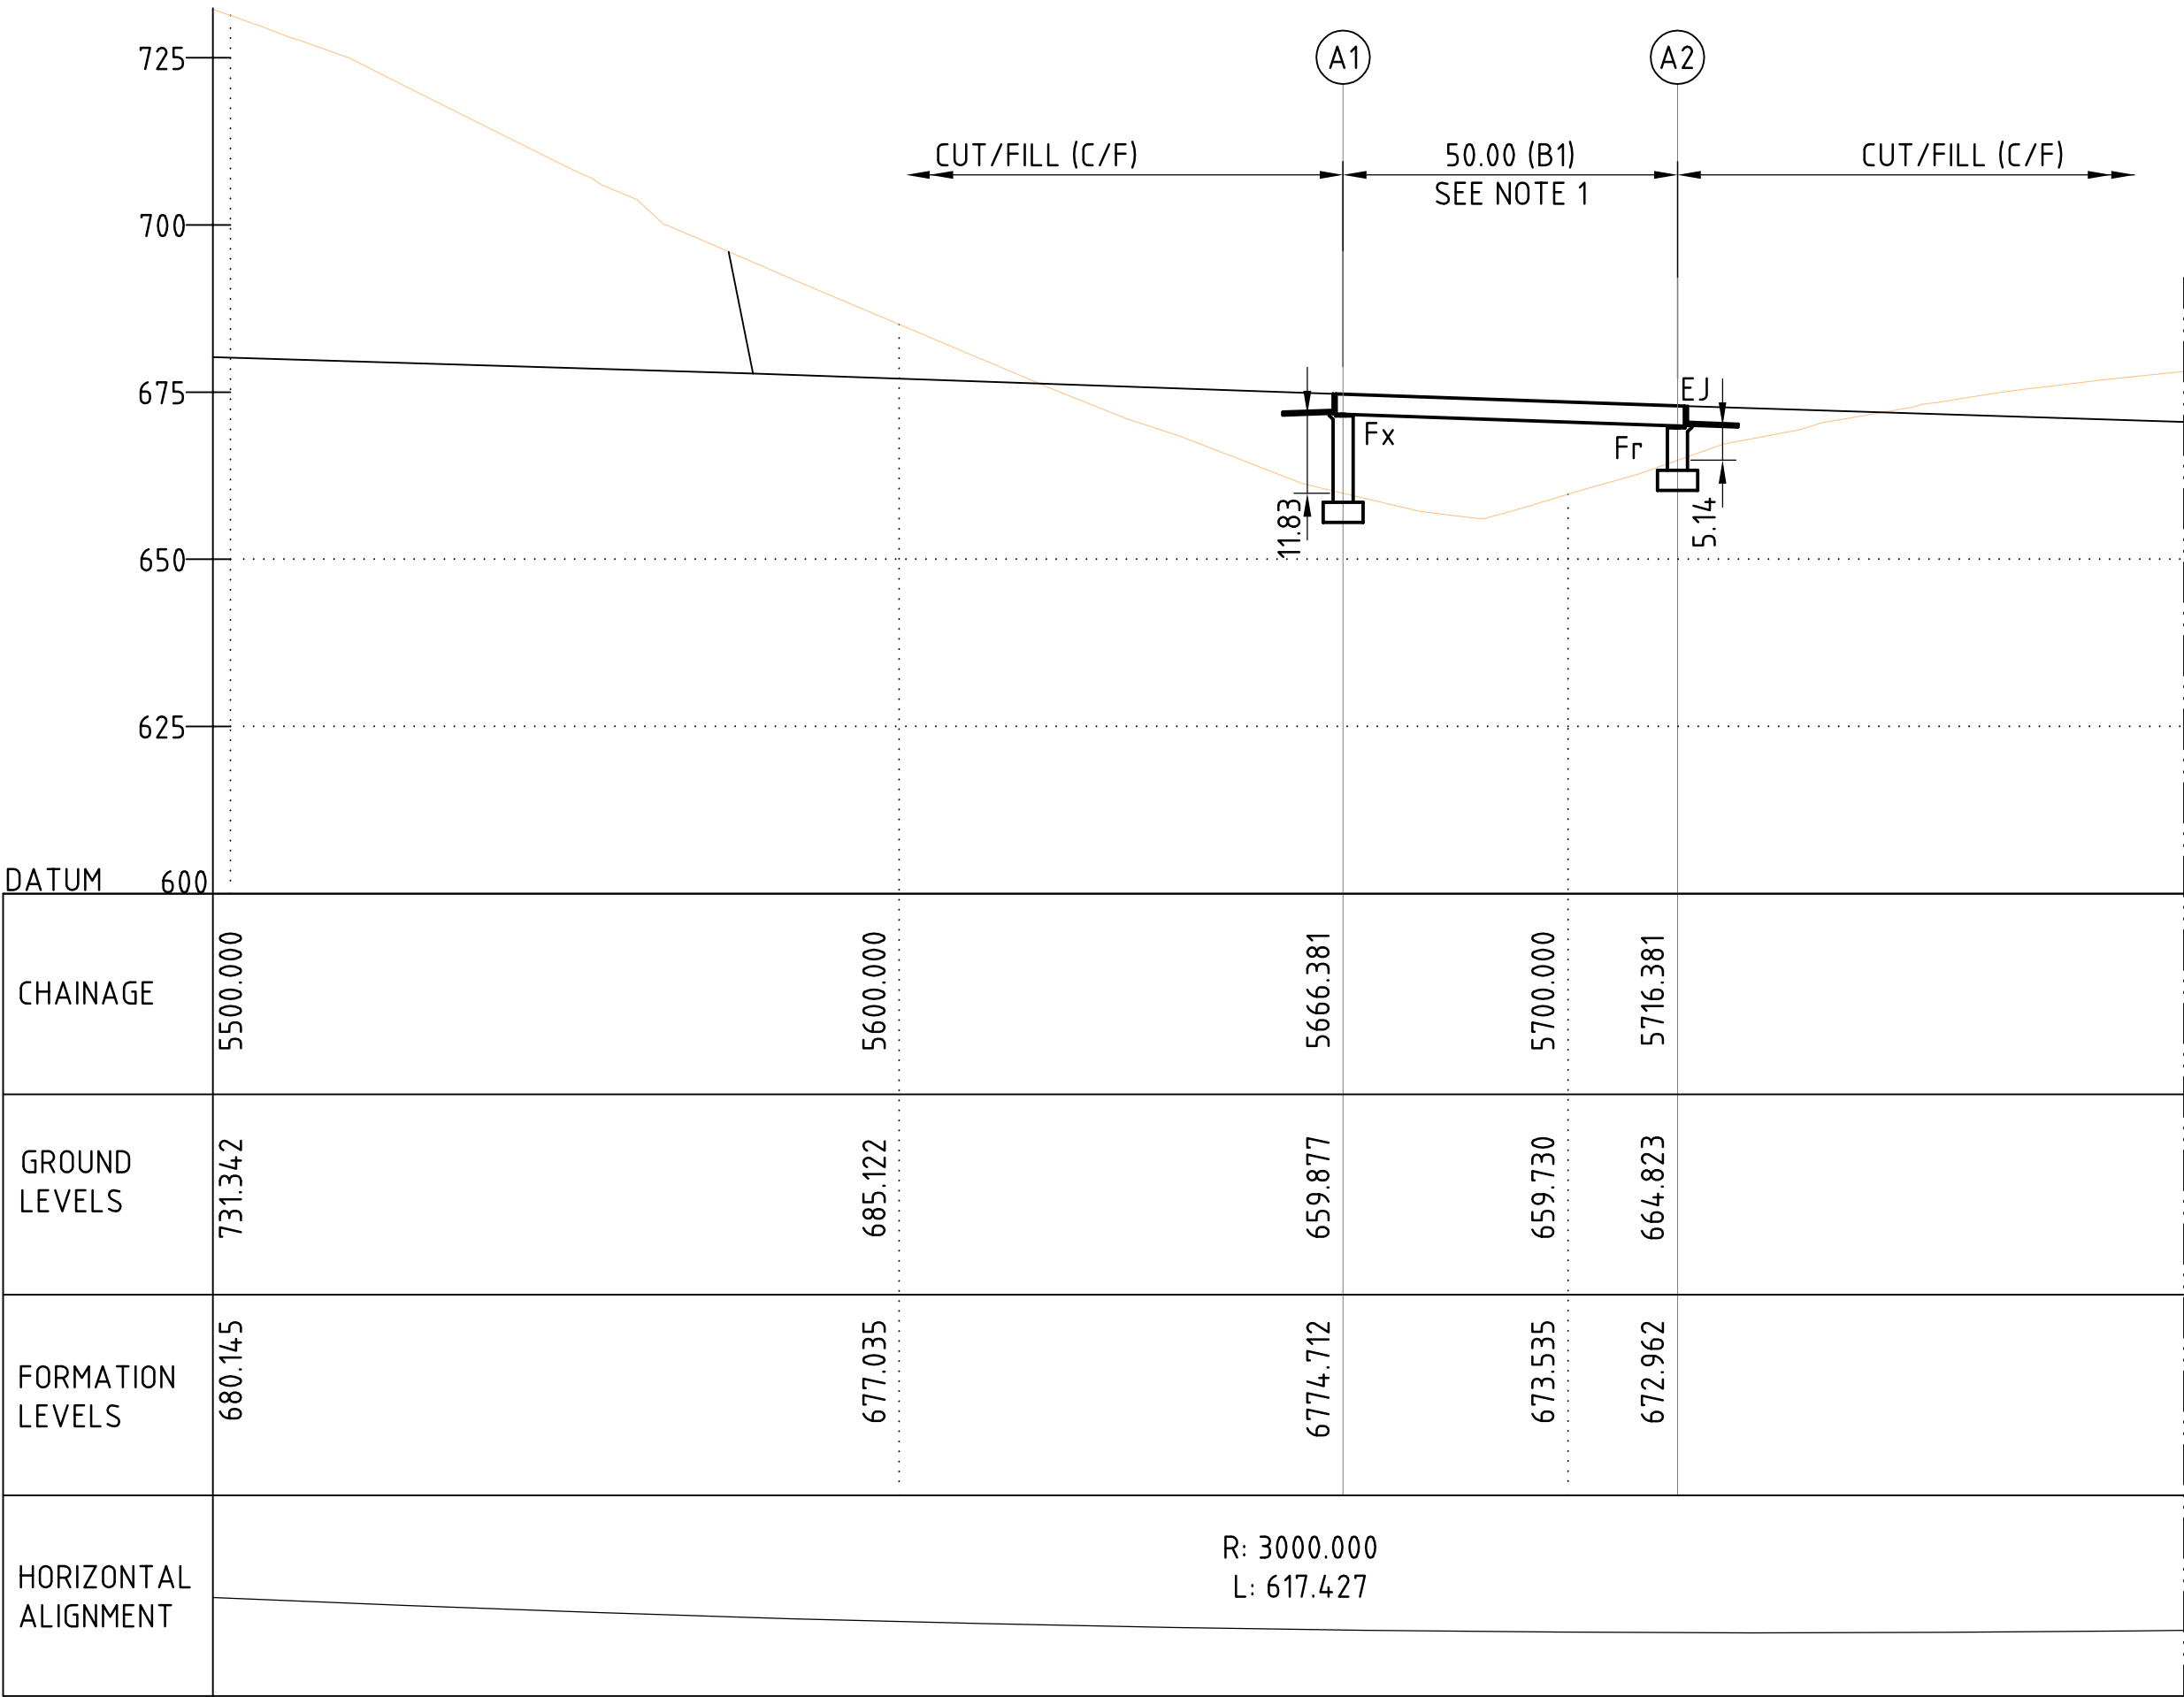 A1
A2
725
CUT/FILL (C/F)
50.00 (B1)
CUT/FILL (C/F)
SEE NOTE 1
700
675
EJ
Fx
Fr
11.83
5.14
650
625
DATUM 600
CHAINAGE
5500.000
5600.000
5666.381
5700.000
5716.381
GROUND
LEVELS
731.342
685.122
659.877
659.730
664.823
FORMATION
LEVELS
680.145
677.035
6774.712
673.535
672.962
HORIZONTAL
ALIGNMENT
R: 3000.000
L: 617.427